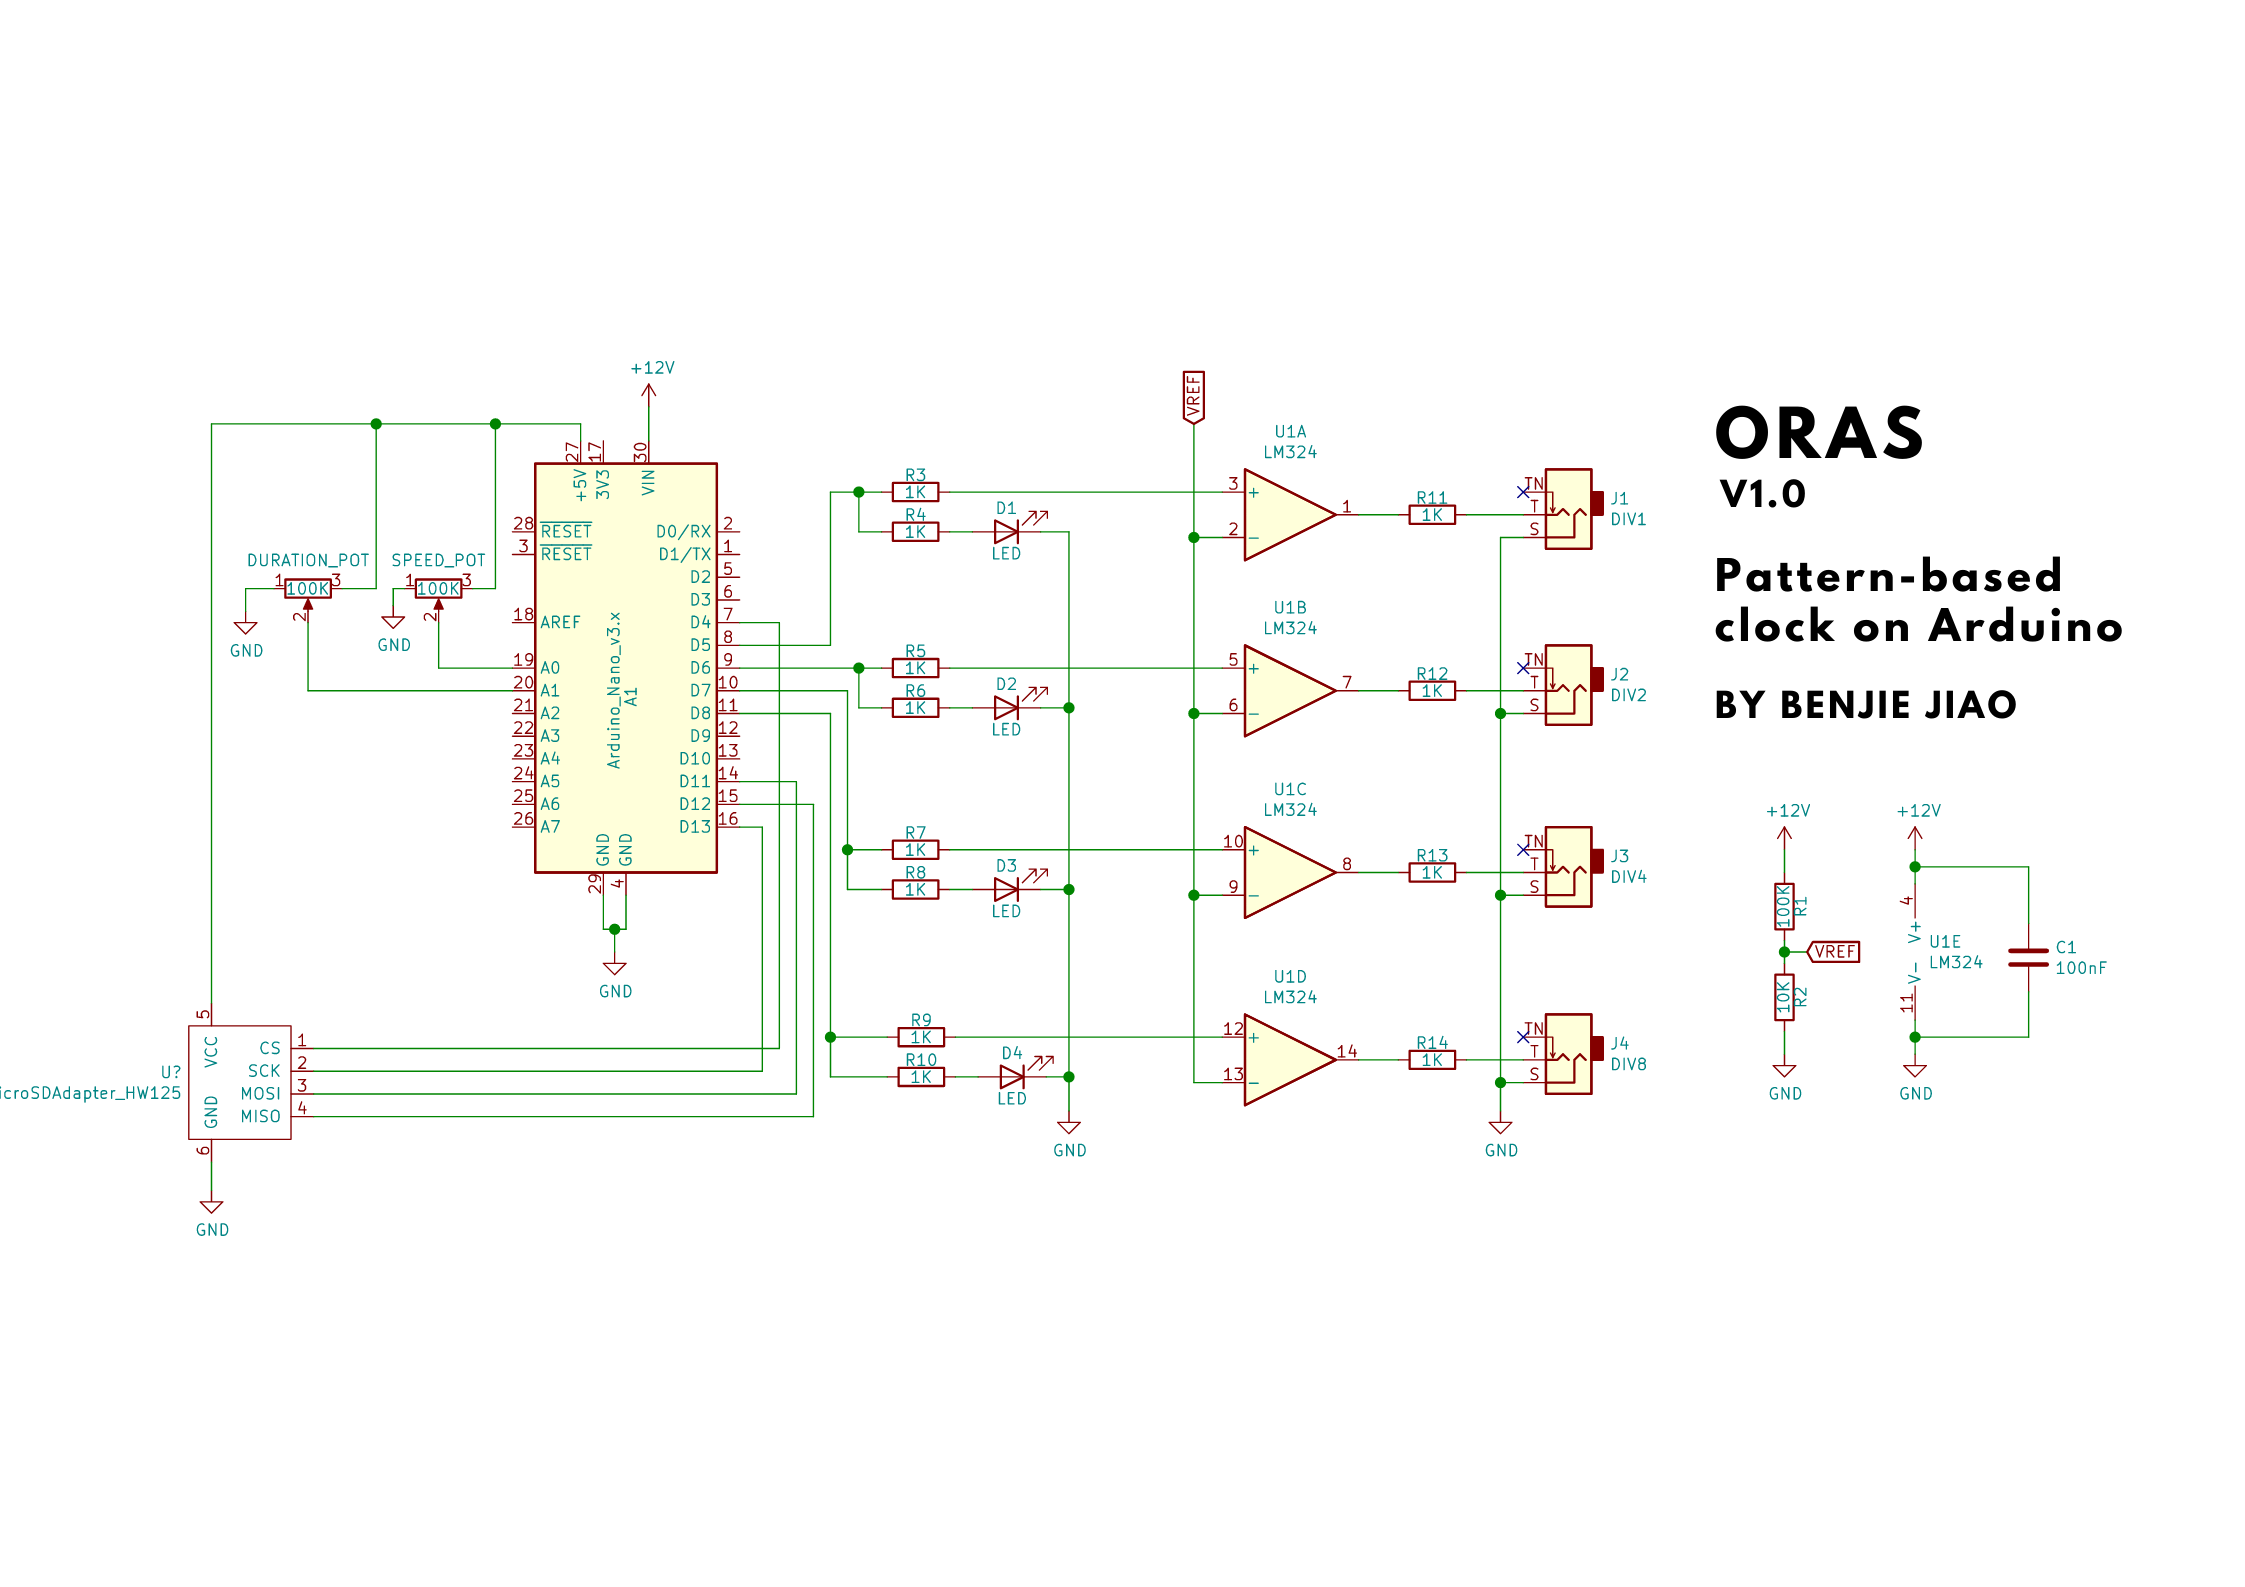 ORAS
V1.0
Pattern-based
clock on Arduino
BY BENJIE JIAO
+12V
27
17
30
+5V
3V3
VIN
28 RESET
3 RESET
18 AREF
19 A0
20 A1
21 A2
22 A3
23 A4
24 A5
25 A6
26 A7
D0/RX 2
D1/TX 1
D2 5
D3 6
D4 7
D5 8
D6 9
D7 10
D8 11
D9 12
D10 13
D11 14
D12 15
D13 16
Arduino_Nano_v3.x
A1
GND
GND
29
4
GND
DURATION_POT
1 100K 3
2
GND
SPEED_POT
1 100K 3
2
GND
5
VCC
GND
6
CS 1
SCK 2
MOSI 3
MISO 4
U?
icroSDAdapter_HW125
GND
R3
1K
R4
1K
D1
LED
R5
1K
R6
1K
D2
LED
R7
1K
R8
1K
D3
LED
R9
1K
R10
1K
D4
LED
GND
VREF
U1A
LM324
3 +
2 −
1
R11
1K
TN
T
S
J1
DIV1
U1B
LM324
5 +
6 −
7
R12
1K
TN
T
S
J2
DIV2
U1C
LM324
10 +
9 −
8
R13
1K
TN
T
S
J3
DIV4
U1D
LM324
12 +
13 −
14
R14
1K
TN
T
S
J4
DIV8
GND
+12V
100K
R1
VREF
10K
R2
GND
+12V
4
V+
U1E
LM324
V-
11
GND
C1
100nF